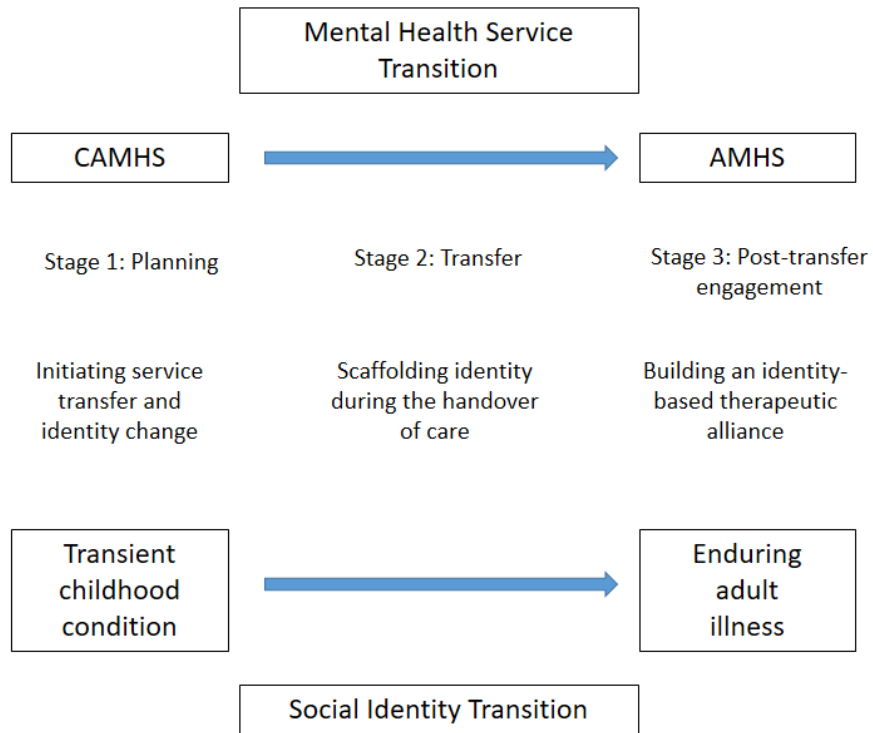 Mental Health Service
Transition
CAMHS
AMHS
Stage 1: Planning
Stage 2: Transfer
Stage 3: Post-transfer
engagement
Initiating service
transfer and
identity change
Scaffolding identity
during the handover
of care
Building an identity-
based therapeutic
alliance
Transient
childhood
condition
Enduring
adult
illness
Social Identity Transition